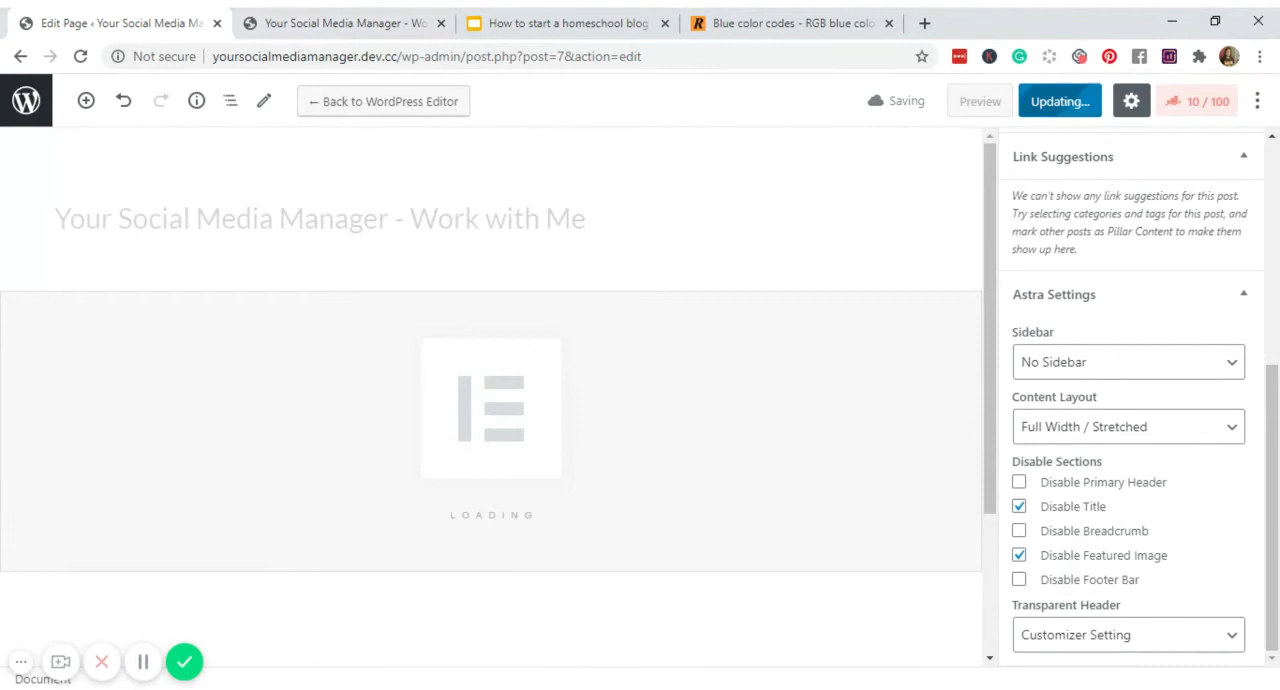 Edit Page ‹ Your Social Media Ma
Your Social Media Manager - Wo
How to start a homeschool blog
Blue color codes - RGB blue colo
Not secure
yoursocialmediamanager.dev.cc/wp-admin/post.php?post=7&action=edit
← Back to WordPress Editor
Saving
Preview
Updating...
10 / 100
Link Suggestions
We can't show any link suggestions for this post.
Try selecting categories and tags for this post, and
mark other posts as Pillar Content to make them
show up here.
Your Social Media Manager - Work with Me
Astra Settings
Sidebar
No Sidebar
Content Layout
Full Width / Stretched
Disable Sections
Disable Primary Header
Disable Title
Disable Breadcrumb
Disable Featured Image
Disable Footer Bar
Transparent Header
Customizer Setting
LOADING
Document